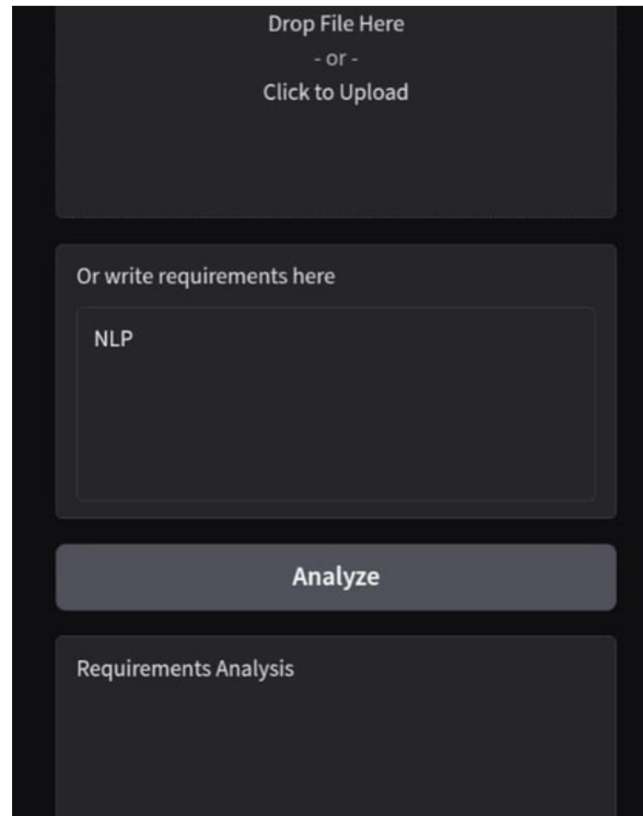 Drop File Here
- or -
Click to Upload
Or write requirements here
NLP
Analyze
Requirements Analysis